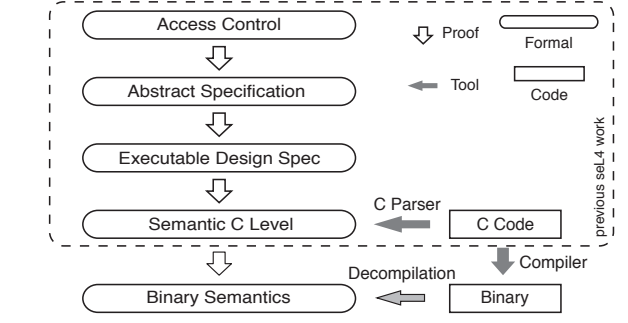 Access Control
Proof
Formal
Abstract Specification
Tool
Code
Executable Design Spec
previous seL4 work
C Parser
Semantic C Level
C Code
Compiler
Decompilation
Binary Semantics
Binary